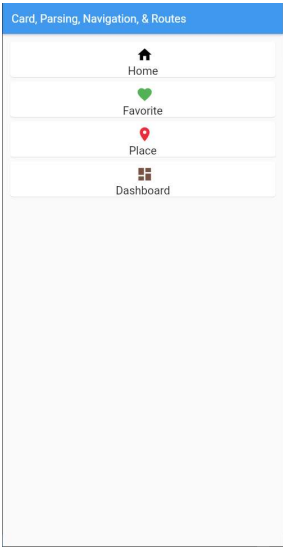 Card, Parsing, Navigation, & Routes
Home
Favorite
Place
Dashboard